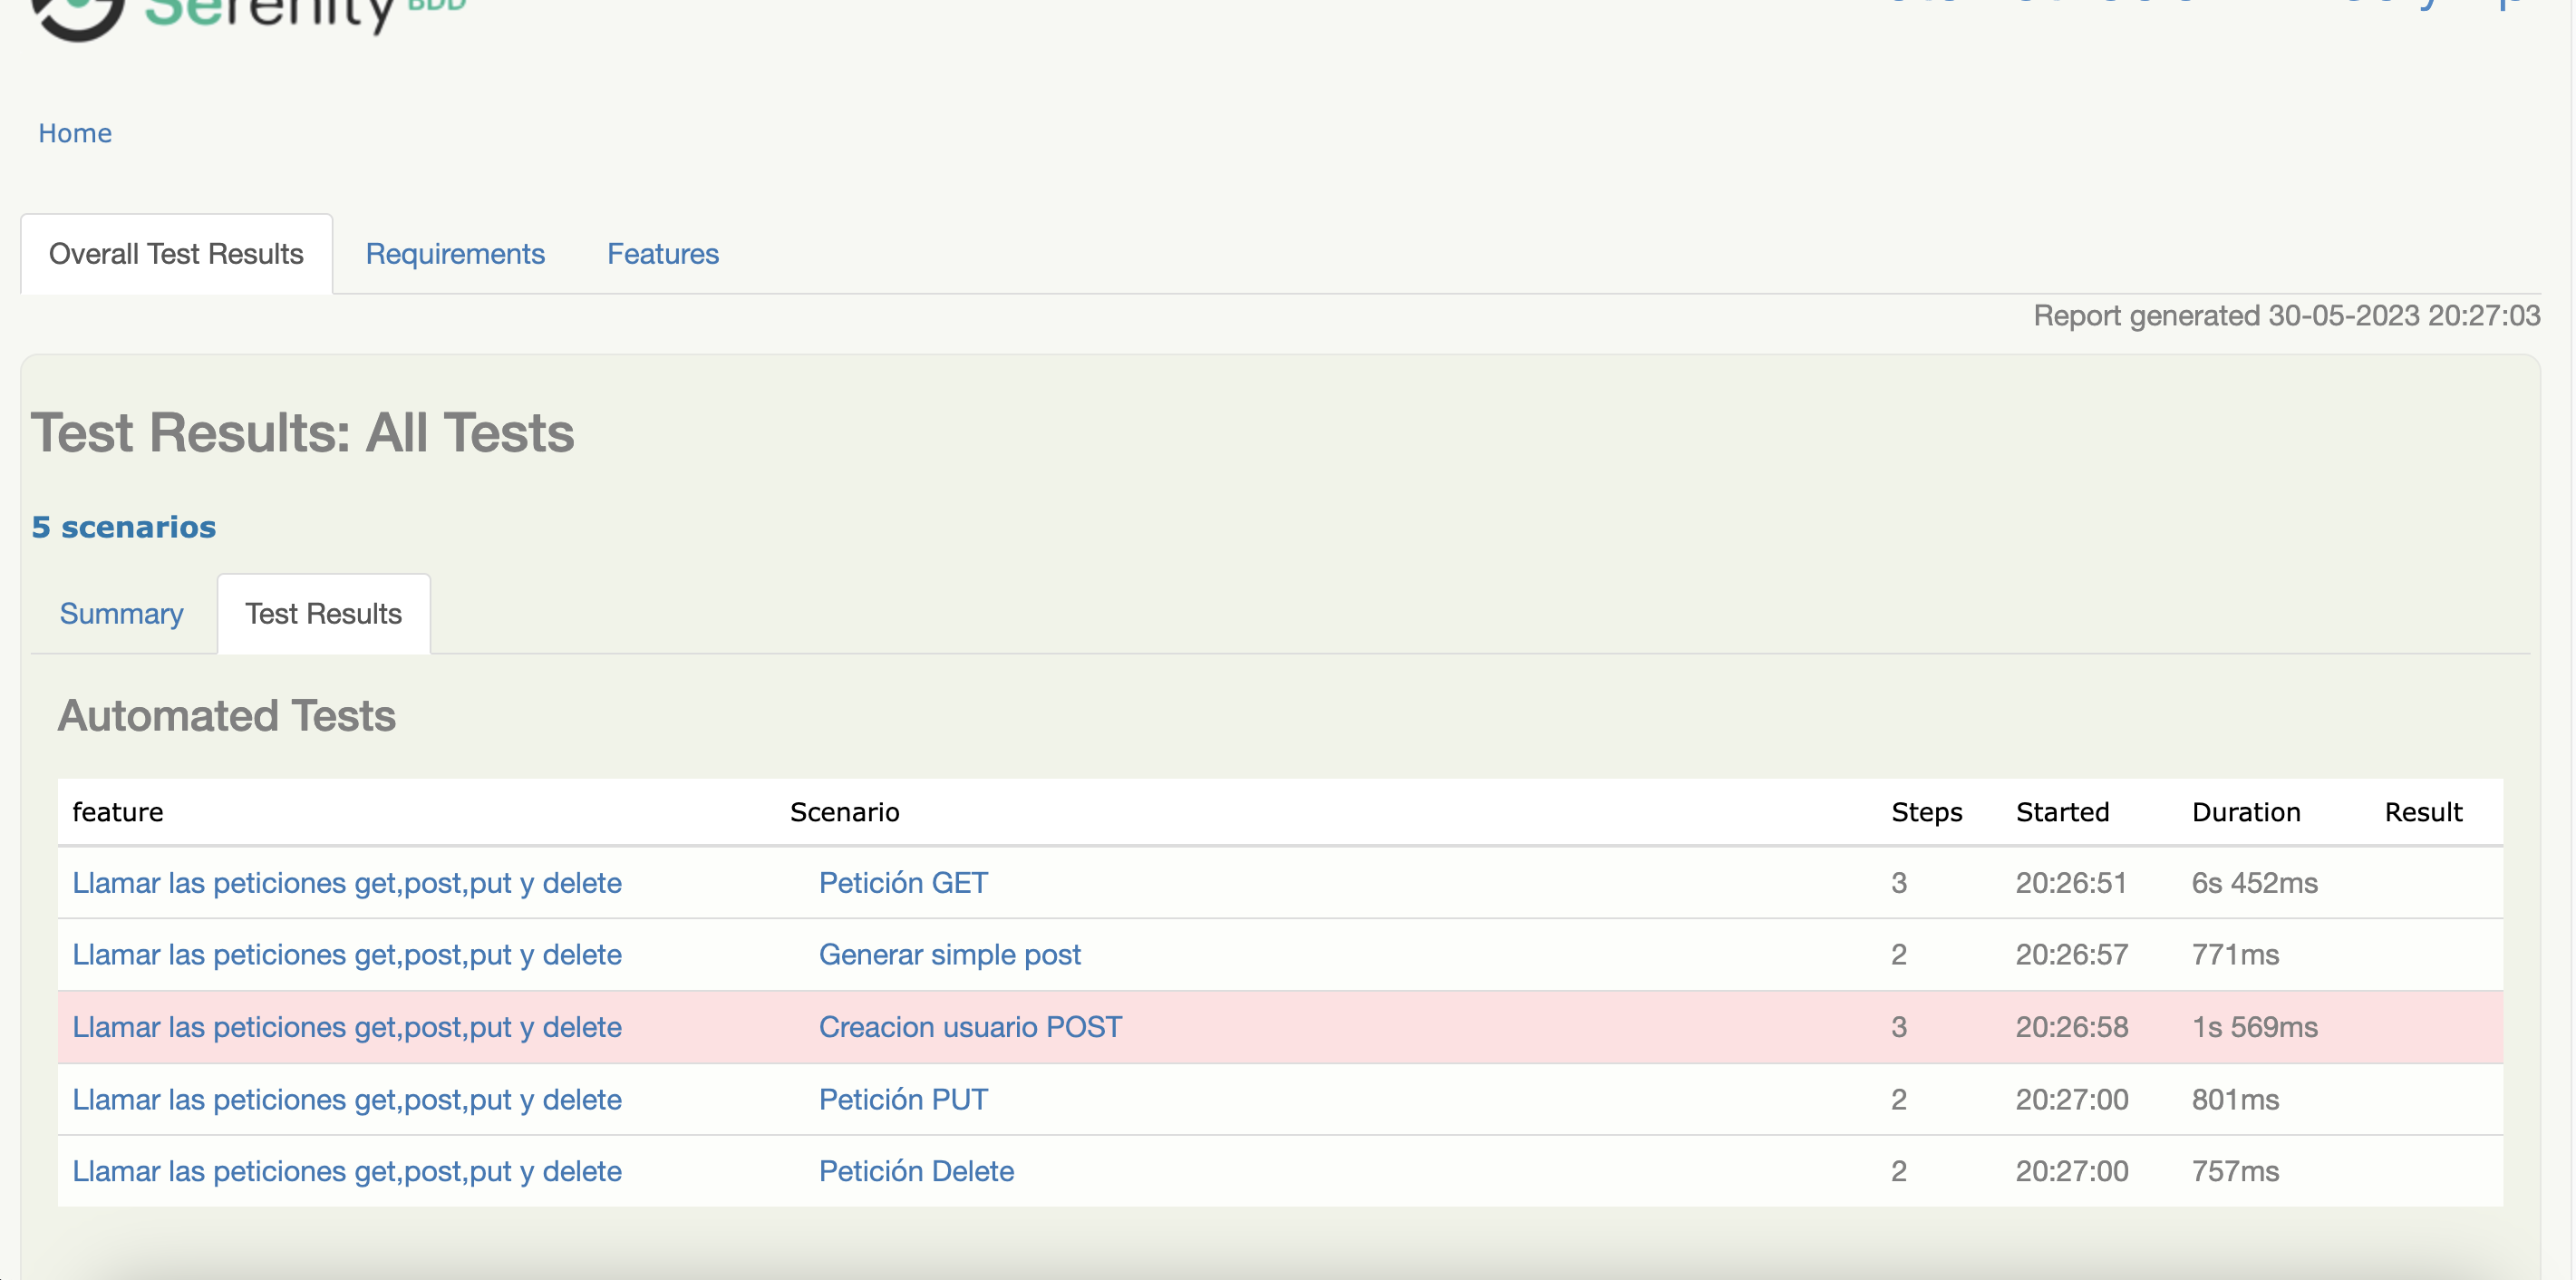 Serenity BDD
Home
Overall Test Results Requirements Features
Report generated 30-05-2023 20:27:03
Test Results: All Tests
5 scenarios
Summary Test Results
Automated Tests
feature Scenario Steps Started Duration Result
Llamar las peticiones get,post,put y delete Petición GET 3 20:26:51 6s 452ms
Llamar las peticiones get,post,put y delete Generar simple post 2 20:26:57 771ms
Llamar las peticiones get,post,put y delete Creacion usuario POST 3 20:26:58 1s 569ms
Llamar las peticiones get,post,put y delete Petición PUT 2 20:27:00 801ms
Llamar las peticiones get,post,put y delete Petición Delete 2 20:27:00 757ms